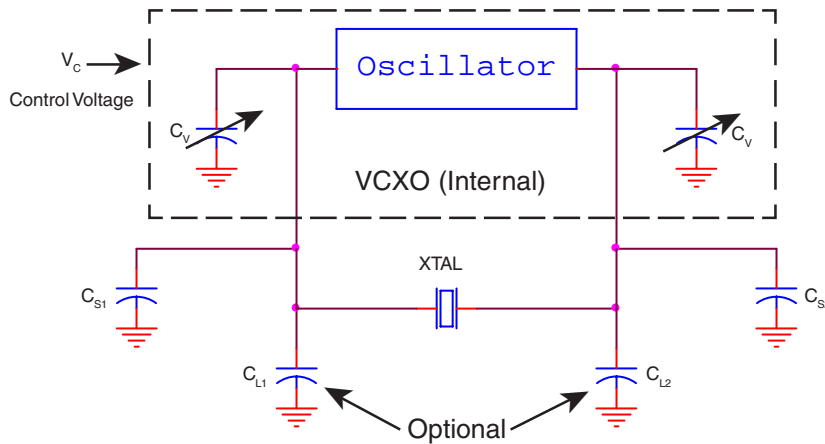 Oscillator
V_C
Control Voltage
C_V
C_V
VCXO (Internal)
XTAL
C_S1
C_S
C_L1
C_L2
Optional